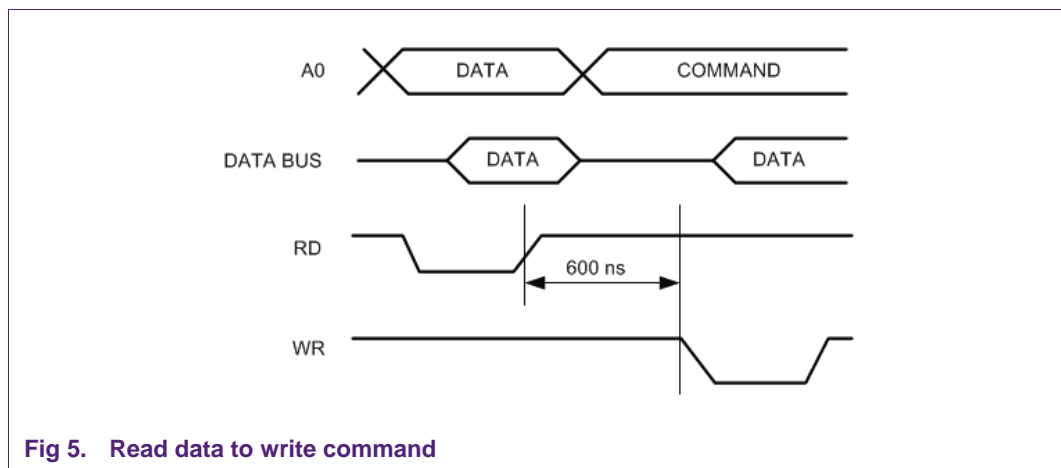 A0 DATA COMMAND
DATA BUS DATA DATA
RD
600 ns
WR
Fig 5. Read data to write command